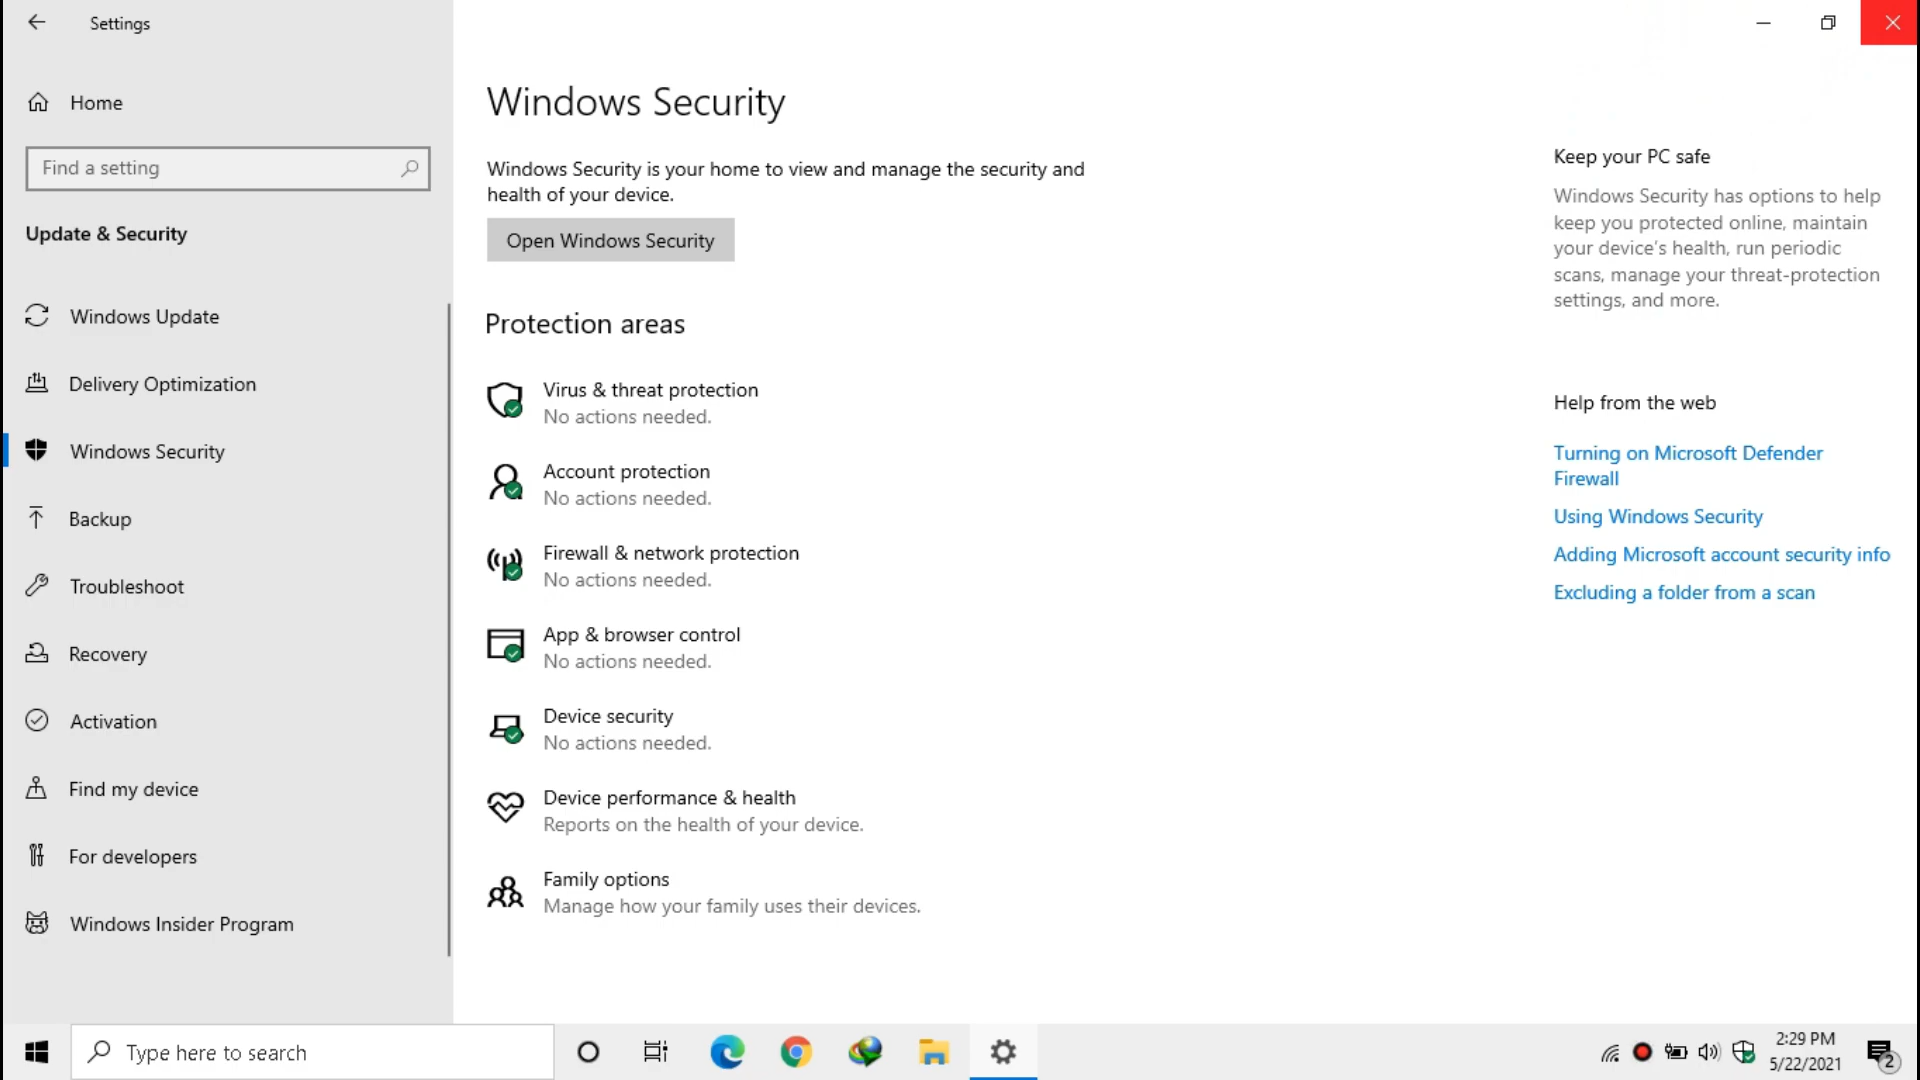 Settings
Home
Find a setting
Update & Security
Windows Update
Delivery Optimization
Windows Security
Backup
Troubleshoot
Recovery
Activation
Find my device
For developers
Windows Insider Program
Windows Security
Windows Security is your home to view and manage the security and
health of your device.
Open Windows Security
Protection areas
Virus & threat protection
No actions needed.
Account protection
No actions needed.
Firewall & network protection
No actions needed.
App & browser control
No actions needed.
Device security
No actions needed.
Device performance & health
Reports on the health of your device.
Family options
Manage how your family uses their devices.
Keep your PC safe
Windows Security has options to help
keep you protected online, maintain
your device's health, run periodic
scans, manage your threat-protection
settings, and more.
Help from the web
Turning on Microsoft Defender
Firewall
Using Windows Security
Adding Microsoft account security info
Excluding a folder from a scan
Type here to search
2:29 PM
5/22/2021
2